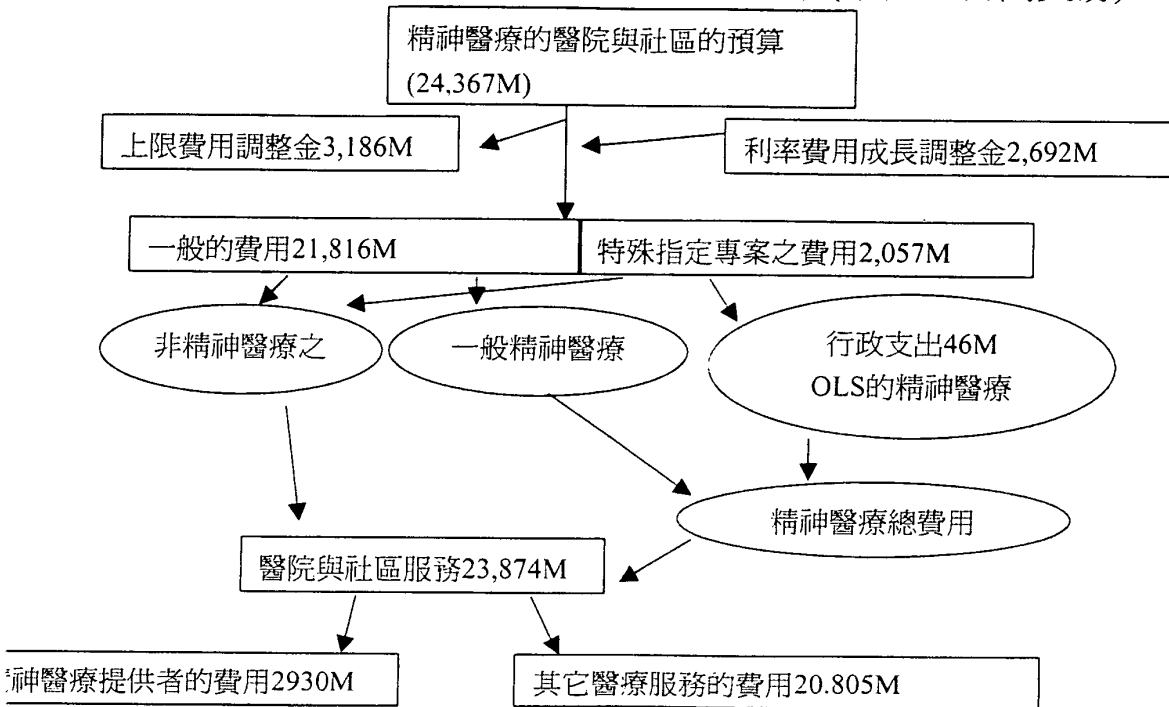 精神醫療的醫院與社區的預算
(24,367M)
上限費用調整金3,186M
利率費用成長調整金2,692M
一般的費用21,816M
特殊指定專案之費用2,057M
非精神醫療之
一般精神醫療
行政支出46M
OLS的精神醫療
精神醫療總費用
醫院與社區服務23,874M
神醫療提供者的費用2930M
其它醫療服務的費用20.805M